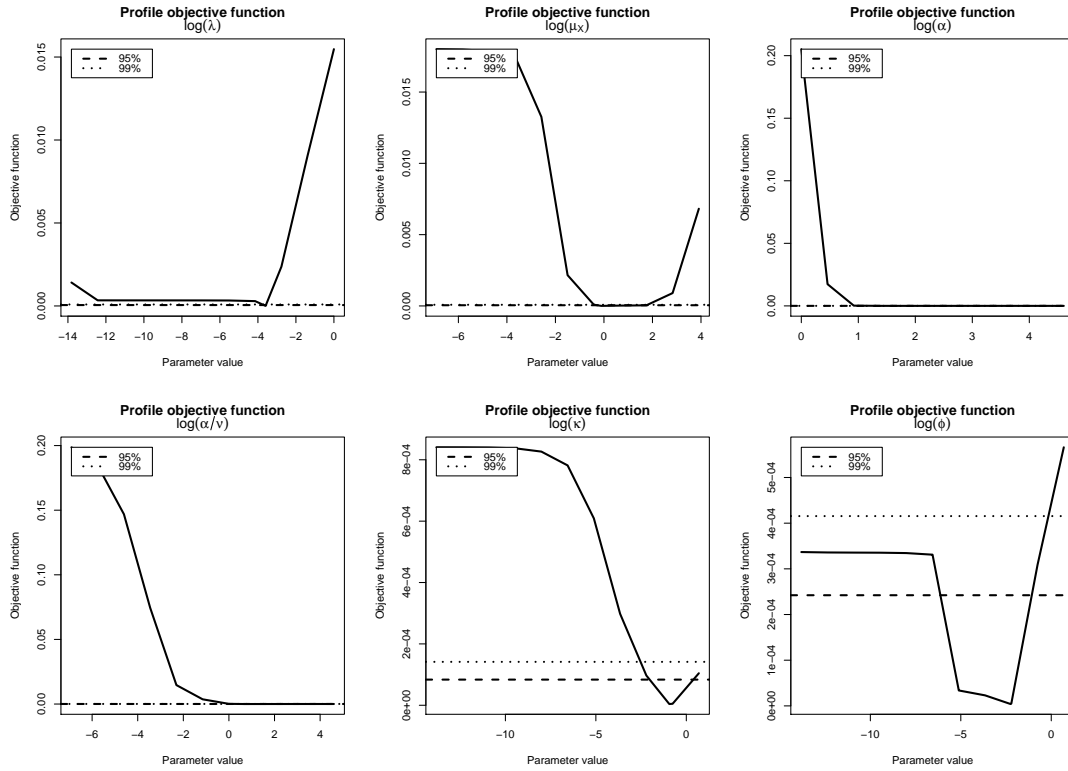 Profile objective function
log(λ)
95%
99%
Objective function
0.000 0.005 0.010 0.015
−14 −12 −10 −8 −6 −4 −2 0
Parameter value
Profile objective function
log(μX)
95%
99%
Objective function
0.000 0.005 0.010 0.015
−6 −4 −2 0 2 4
Parameter value
Profile objective function
log(α)
95%
99%
Objective function
0.00 0.05 0.10 0.15 0.20
0 1 2 3 4
Parameter value
Profile objective function
log(α/ν)
95%
99%
Objective function
0.00 0.05 0.10 0.15 0.20
−6 −4 −2 0 2 4
Parameter value
Profile objective function
log(κ)
95%
99%
Objective function
0e+00 2e−04 4e−04 6e−04 8e−04
−10 −5 0
Parameter value
Profile objective function
log(ϕ)
95%
99%
Objective function
0e+00 1e−04 2e−04 3e−04 4e−04 5e−04
−10 −5 0
Parameter value